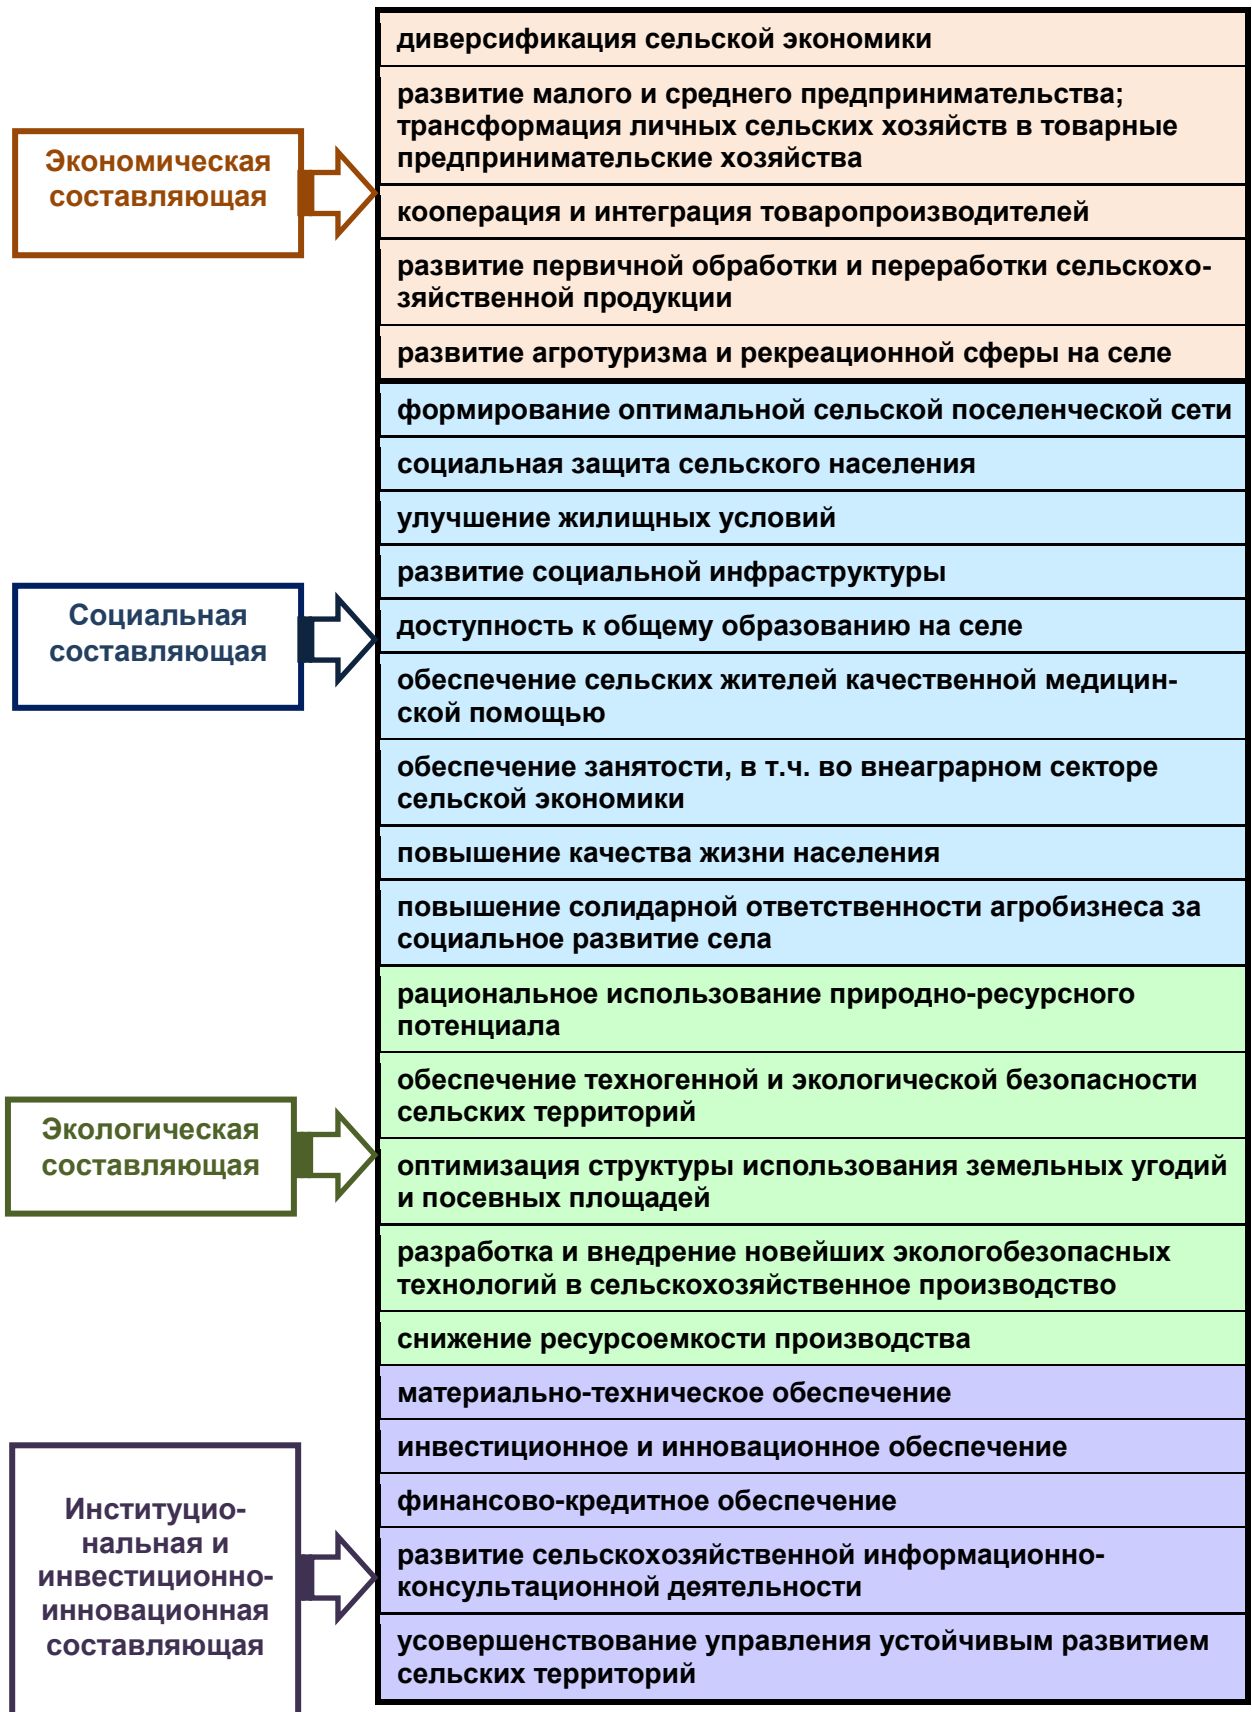 Экономическая
составляющая
диверсификация сельской экономики
развитие малого и среднего предпринимательства;
трансформация личных сельских хозяйств в товарные
предпринимательские хозяйства
кооперация и интеграция товаропроизводителей
развитие первичной обработки и переработки сельскохо-
зяйственной продукции
развитие агротуризма и рекреационной сферы на селе
Социальная
составляющая
формирование оптимальной сельской поселенческой сети
социальная защита сельского населения
улучшение жилищных условий
развитие социальной инфраструктуры
доступность к общему образованию на селе
обеспечение сельских жителей качественной медицин-
ской помощью
обеспечение занятости, в т.ч. во внеаграрном секторе
сельской экономики
повышение качества жизни населения
повышение солидарной ответственности агробизнеса за
социальное развитие села
Экологическая
составляющая
рациональное использование природно-ресурсного
потенциала
обеспечение техногенной и экологической безопасности
сельских территорий
оптимизация структуры использования земельных угодий
и посевных площадей
разработка и внедрение новейших экологобезопасных
технологий в сельскохозяйственное производство
снижение ресурсоемкости производства
Институцио-
нальная и
инвестиционно-
инновационная
составляющая
материально-техническое обеспечение
инвестиционное и инновационное обеспечение
финансово-кредитное обеспечение
развитие сельскохозяйственной информационно-
консультационной деятельности
усовершенствование управления устойчивым развитием
сельских территорий